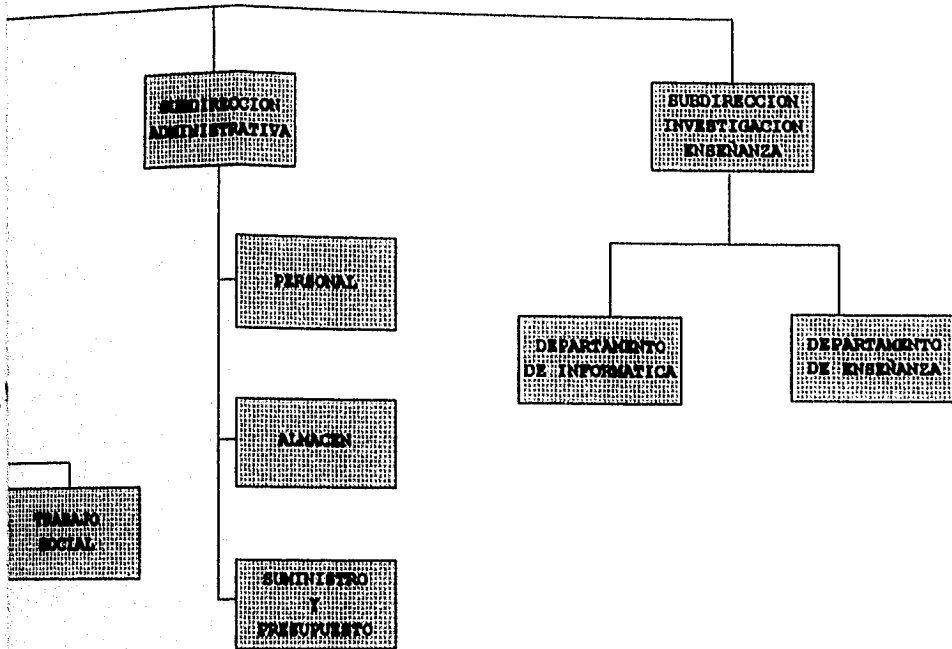 SUBDIRECCION
ADMINISTRATIVA
SUBDIRECCION
INVESTIGACION
ENSEÑANZA
PERSONAL
DEPARTAMENTO
DE INFORMATICA
DEPARTAMENTO
DE ENSEÑANZA
ALMACEN
TRABAJO
SOCIAL
SUMINISTRO
Y
PRESUPUESTO